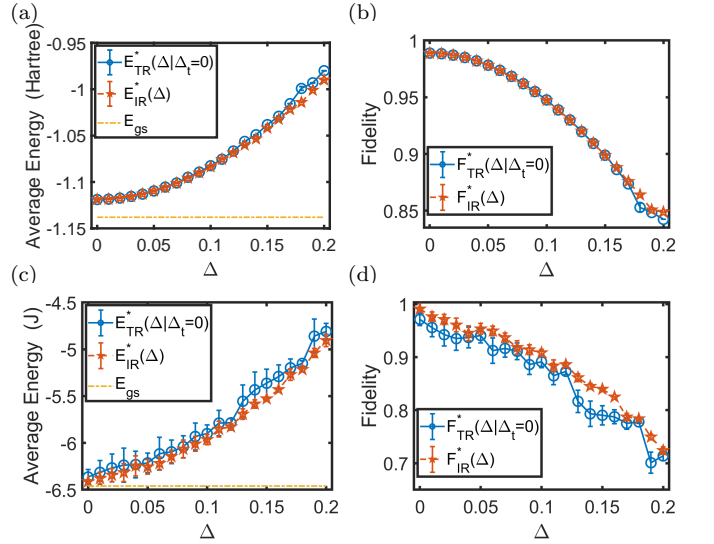 (a)
Average Energy (Hartree)
-0.95
-1
-1.05
-1.1
-1.15
0
0.05
0.1
0.15
0.2
Δ
E*TR(Δ|Δt=0)
E*IR(Δ)
Egs
(b)
Fidelity
0.95
0.9
0.85
0
0.05
0.1
0.15
0.2
Δ
F*TR(Δ|Δt=0)
F*IR(Δ)
(c)
Average Energy (J)
-4.5
-5
-5.5
-6
-6.5
0
0.05
0.1
0.15
0.2
Δ
E*TR(Δ|Δt=0)
E*IR(Δ)
Egs
(d)
Fidelity
1
0.9
0.8
0.7
0
0.05
0.1
0.15
0.2
Δ
F*TR(Δ|Δt=0)
F*IR(Δ)